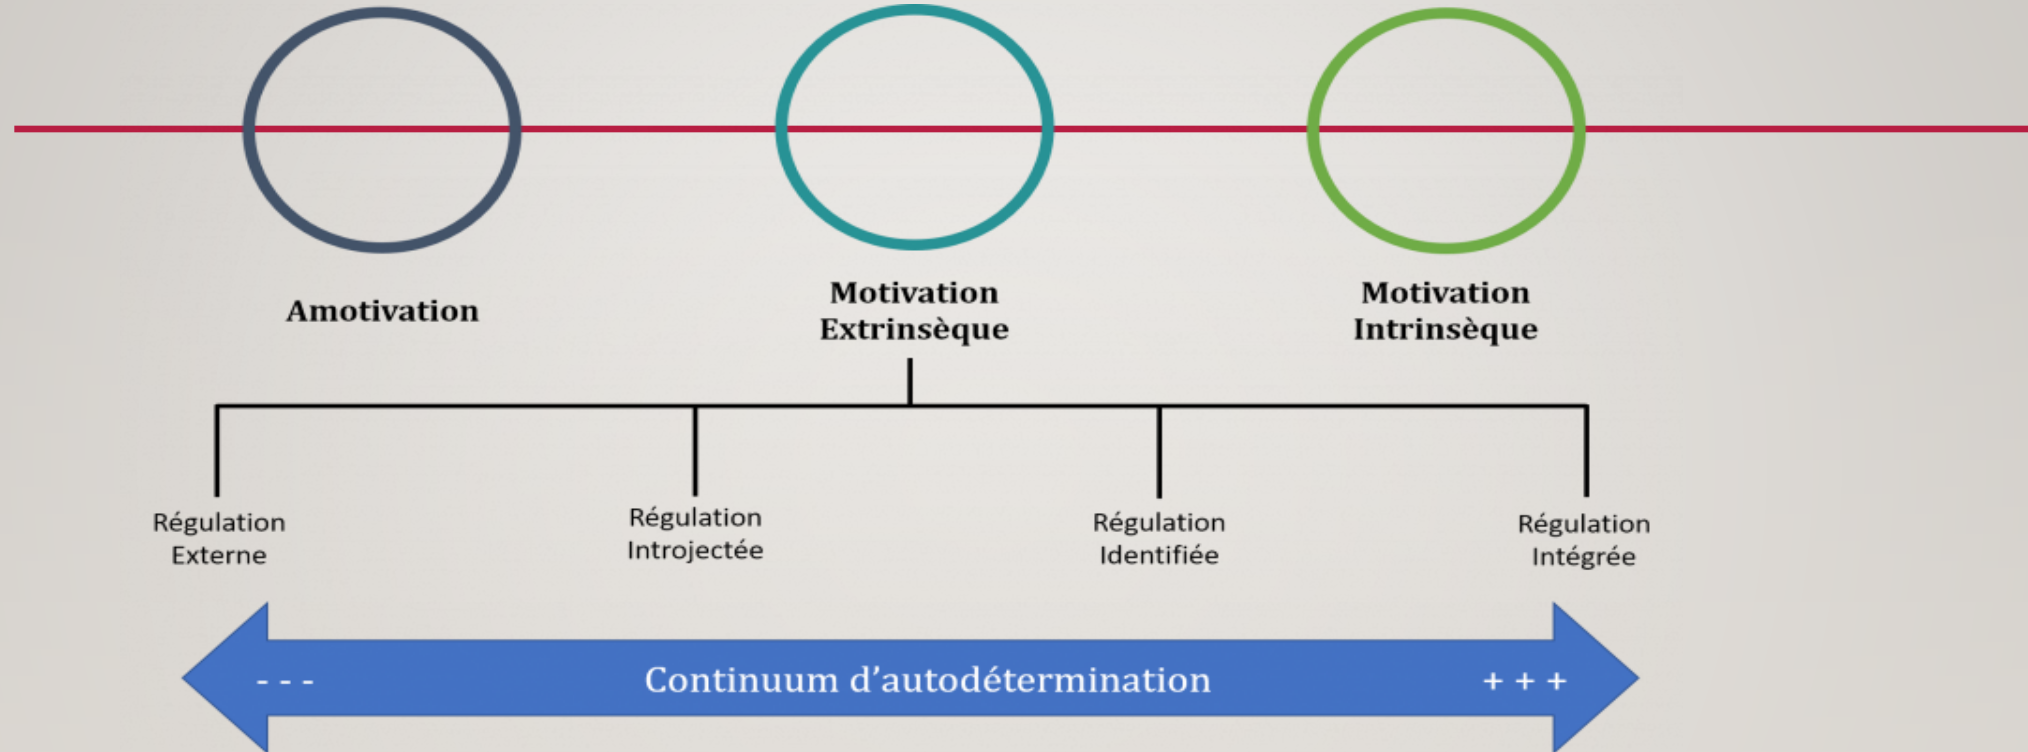 Amotivation
Motivation
Extrinsèque
Motivation
Intrinsèque
Régulation
Externe
Régulation
Introjectée
Régulation
Identifiée
Régulation
Intégrée
- - -
Continuum d’autodétermination
+ + +